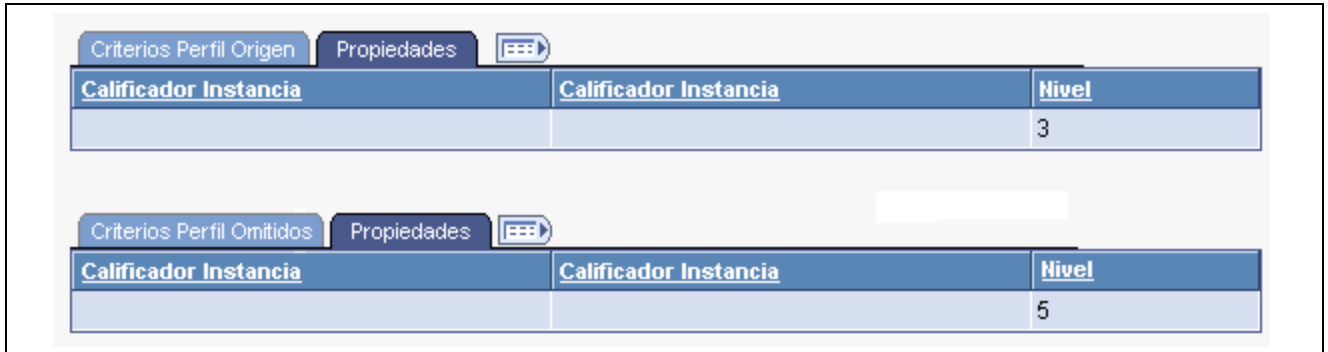 Criterios Perfil Origen Propiedades
Calificador Instancia Calificador Instancia Nivel
3
Criterios Perfil Omitidos Propiedades
Calificador Instancia Calificador Instancia Nivel
5